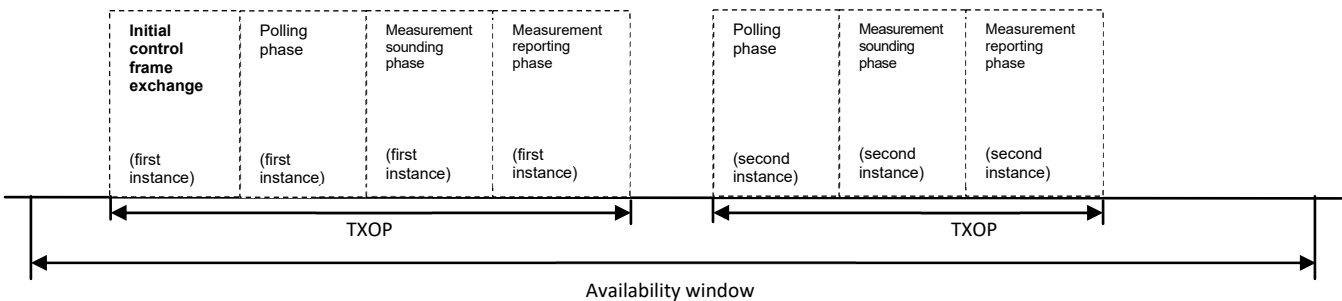 Initial
control
frame
exchange
(first
instance)
Polling
phase
(first
instance)
Measurement
sounding
phase
(first
instance)
Measurement
reporting
phase
(first
instance)
Polling
phase
(second
instance)
Measurement
sounding
phase
(second
instance)
Measurement
reporting
phase
(second
instance)
TXOP
TXOP
Availability window